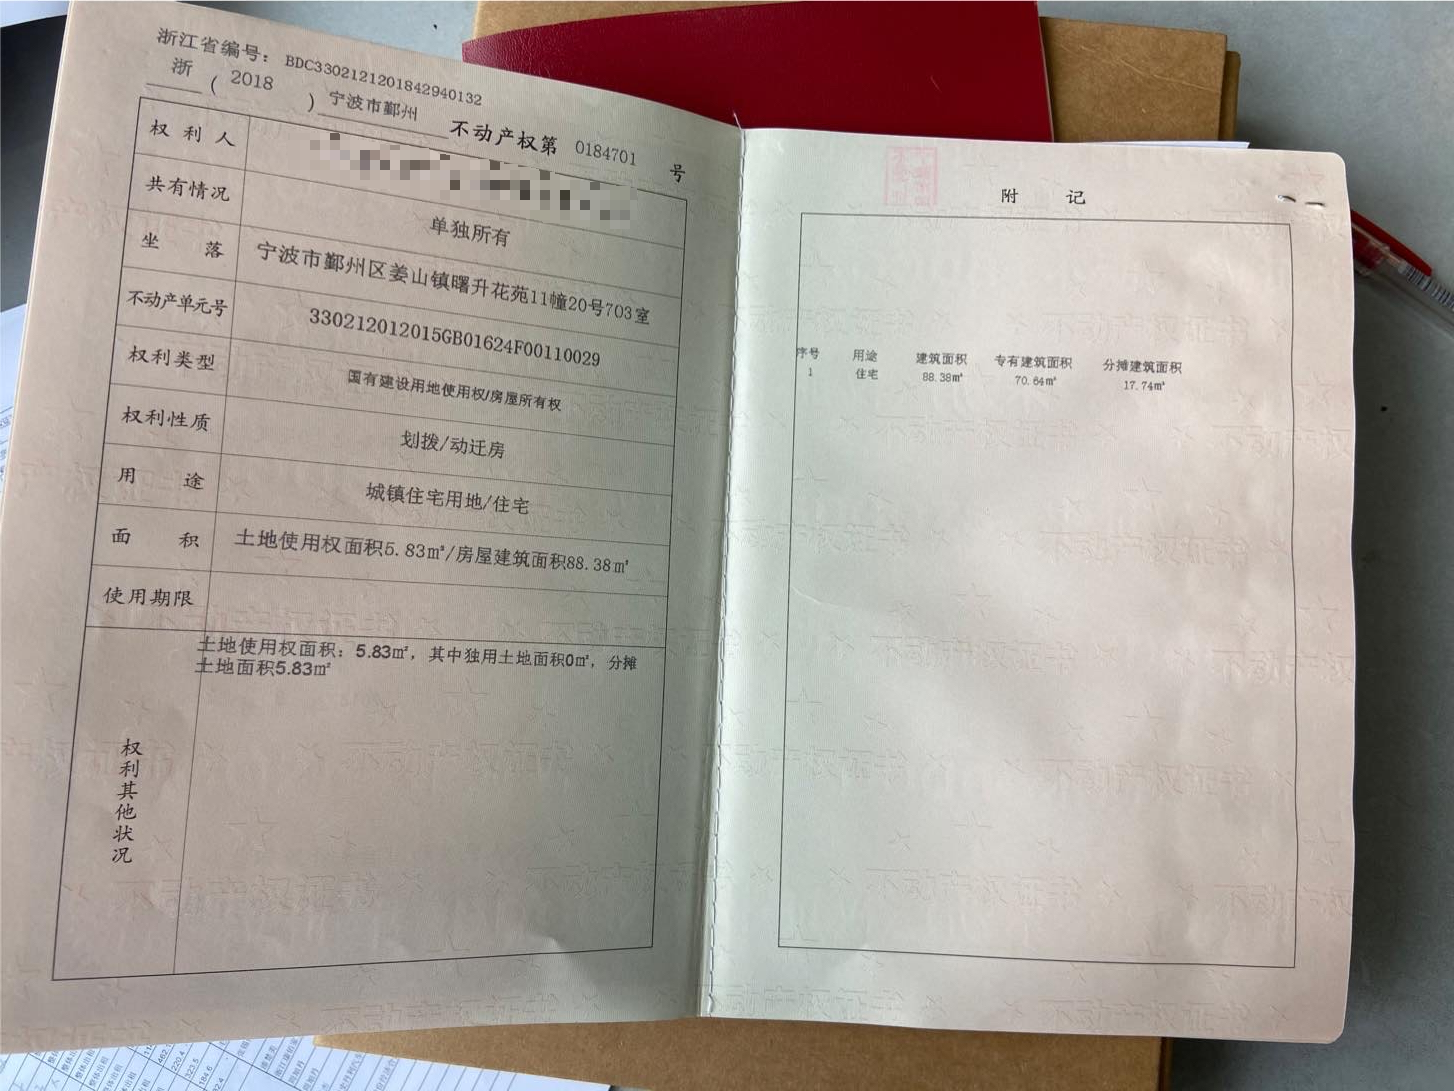 浙江省编号： BDC330212120184294​0132
浙 ( 2018 ) 宁波市鄞州 不动产权第 0184701 号
权利人
共有情况 单独所有
坐落 宁波市鄞州区姜山镇曙升花苑11幢20号703室
不动产单元号 330212012015GB01624F00110029
权利类型 国有建设用地使用权/房屋所有权
权利性质 划拨/动迁房
用途 城镇住宅用地/住宅
面积 土地使用权面积5.83㎡/房屋建筑面积88.38㎡
使用期限
权利其他状况
土地使用权面积：5.83㎡，其中独用土地面积0㎡，分摊
土地面积5.83㎡
附记
序号 用途 建筑面积 专有建筑面积 分摊建筑面积
1 住宅 88.38㎡ 70.64㎡ 17.74㎡